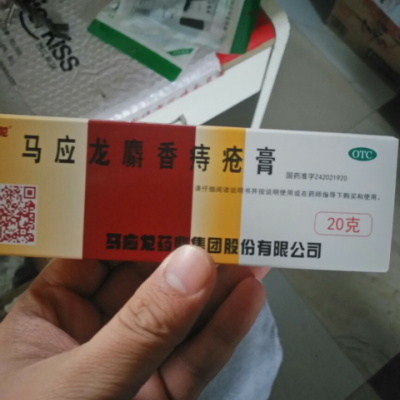 KISS
马应龙麝香痔疮膏
OTC
国药准字Z42021920
请仔细阅读说明书并按说明使用或在药师指导下购买和使用。
20克
马应龙药业集团股份有限公司